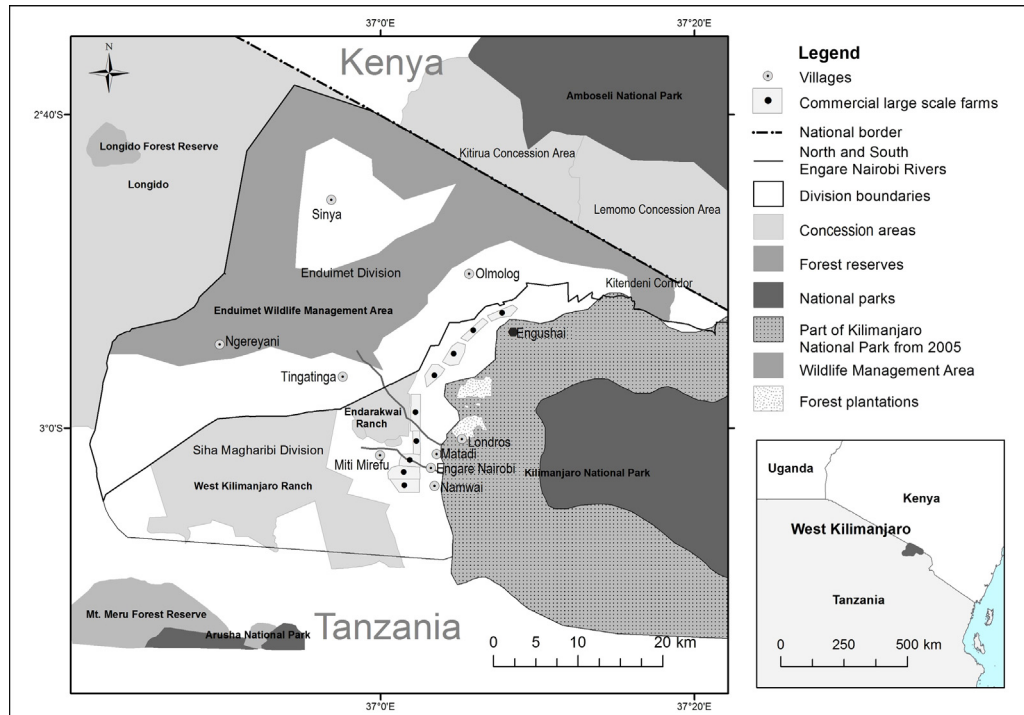 37°0'E
37°20'E
N
Kenya
Amboseli National Park
2°40'S
Longido Forest Reserve
Kitirua Concession Area
Longido
Lemomo Concession Area
Sinya
Enduimet Division
Olmolog
Kitendeni Corridor
Enduimet Wildlife Management Area
Engushai
Ngereyani
Tingatinga
Endarakwai
Ranch
3°0'S
Londros
Siha Magharibi Division
Matadi
Miti Mirefu
Engare Nairobi
Kilimanjaro National Park
West Kilimanjaro Ranch
Namwai
Mt. Meru Forest Reserve
Arusha National Park
Tanzania
0 5 10 20 km
37°0'E
37°20'E
Legend
Villages
Commercial large scale farms
National border
North and South
Engare Nairobi Rivers
Division boundaries
Concession areas
Forest reserves
National parks
Part of Kilimanjaro
National Park from 2005
Wildlife Management Area
Forest plantations
Uganda
Kenya
West Kilimanjaro
Tanzania
0 250 500 km